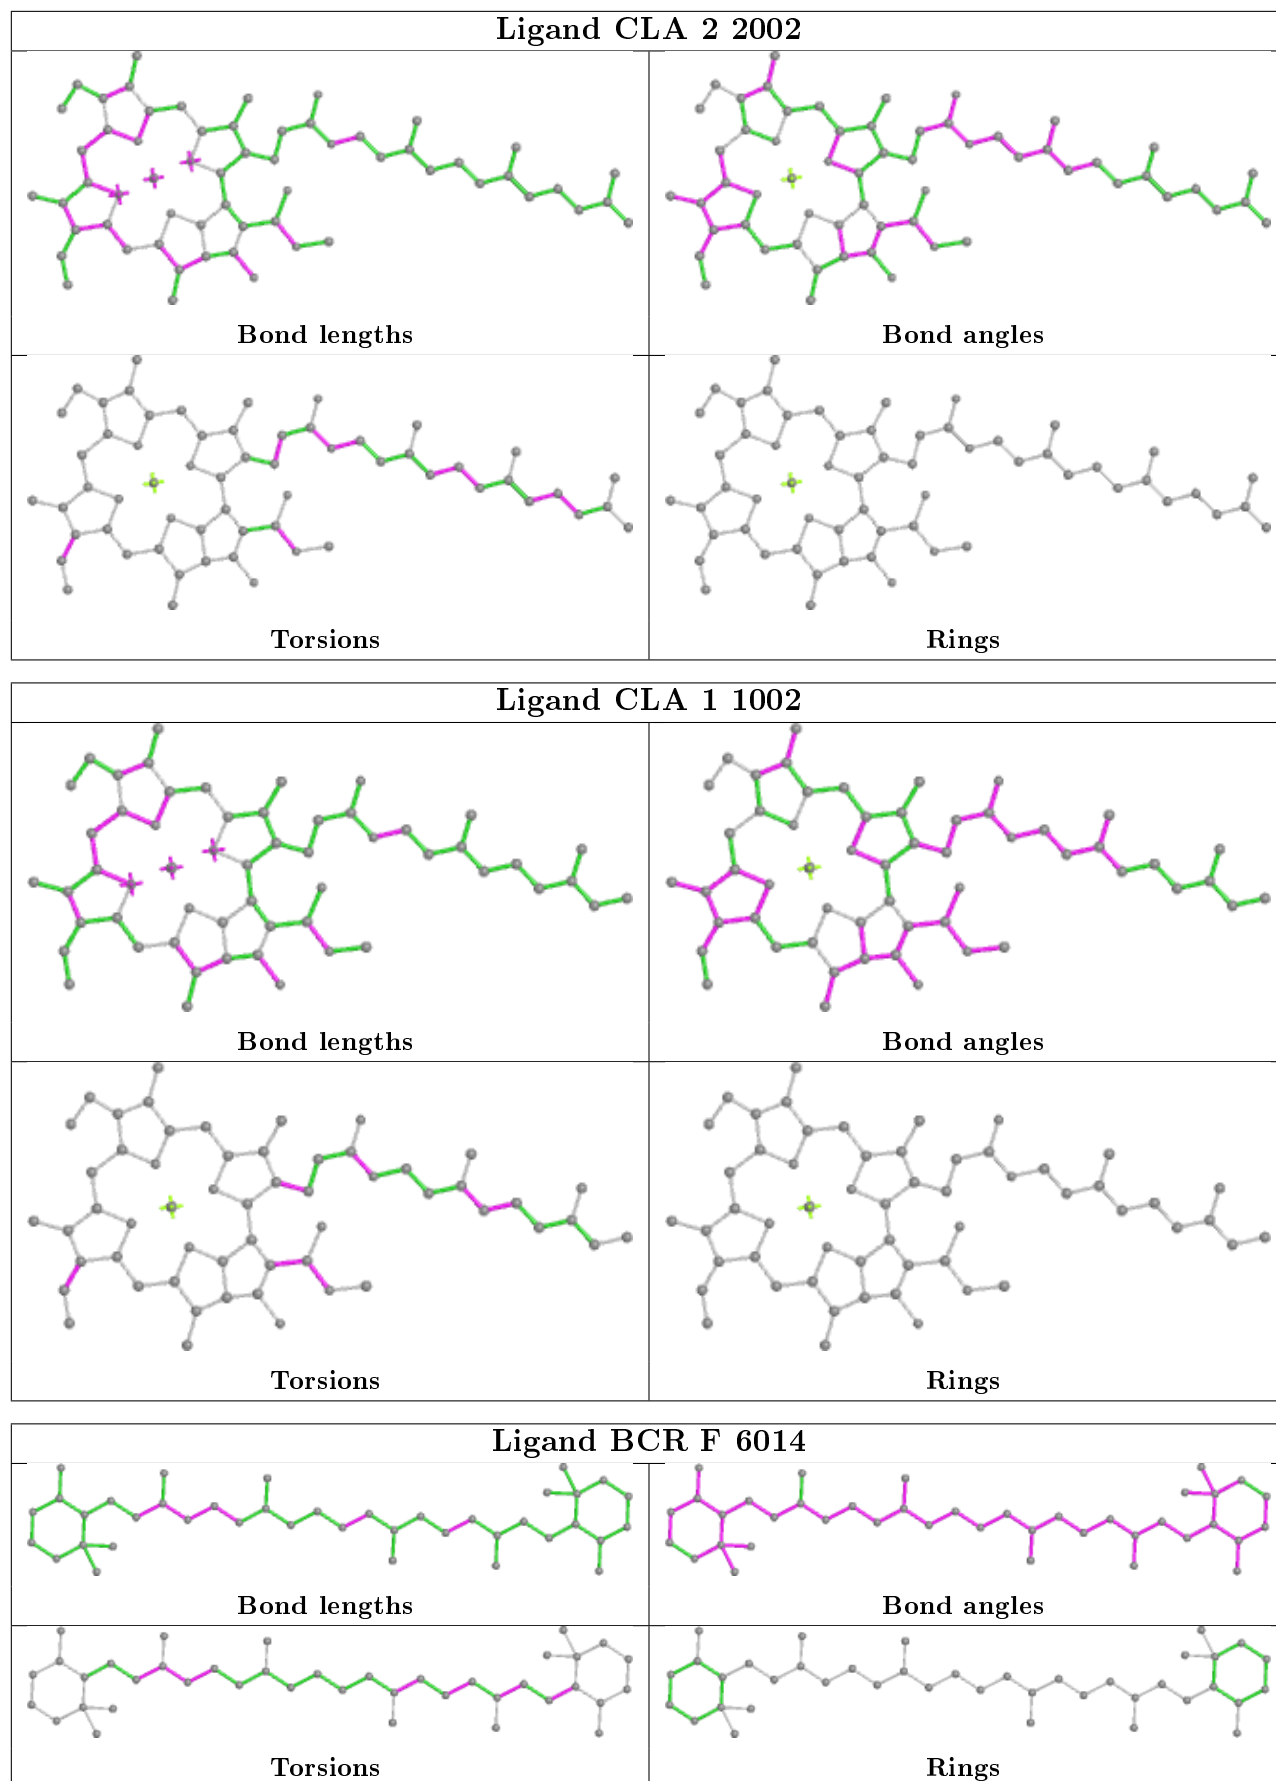 Ligand CLA 2 2002
Bond lengths
Bond angles
Torsions
Rings
Ligand CLA 1 1002
Bond lengths
Bond angles
Torsions
Rings
Ligand BCR F 6014
Bond lengths
Bond angles
Torsions
Rings